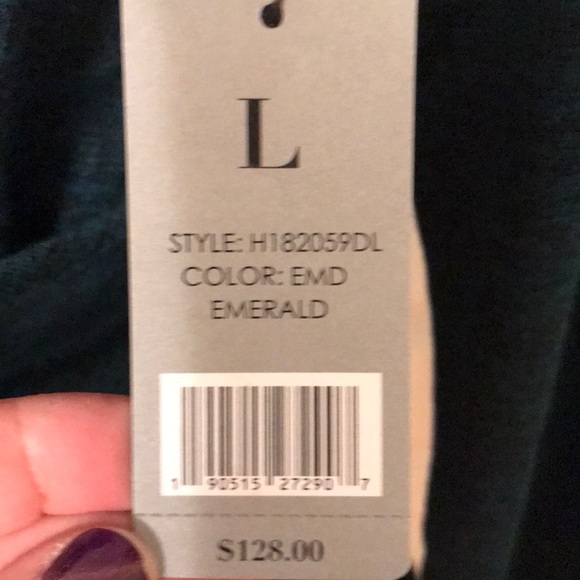 L
STYLE: H182059DL
COLOR: EMD
EMERALD
1 90515 27290 7
$128.00